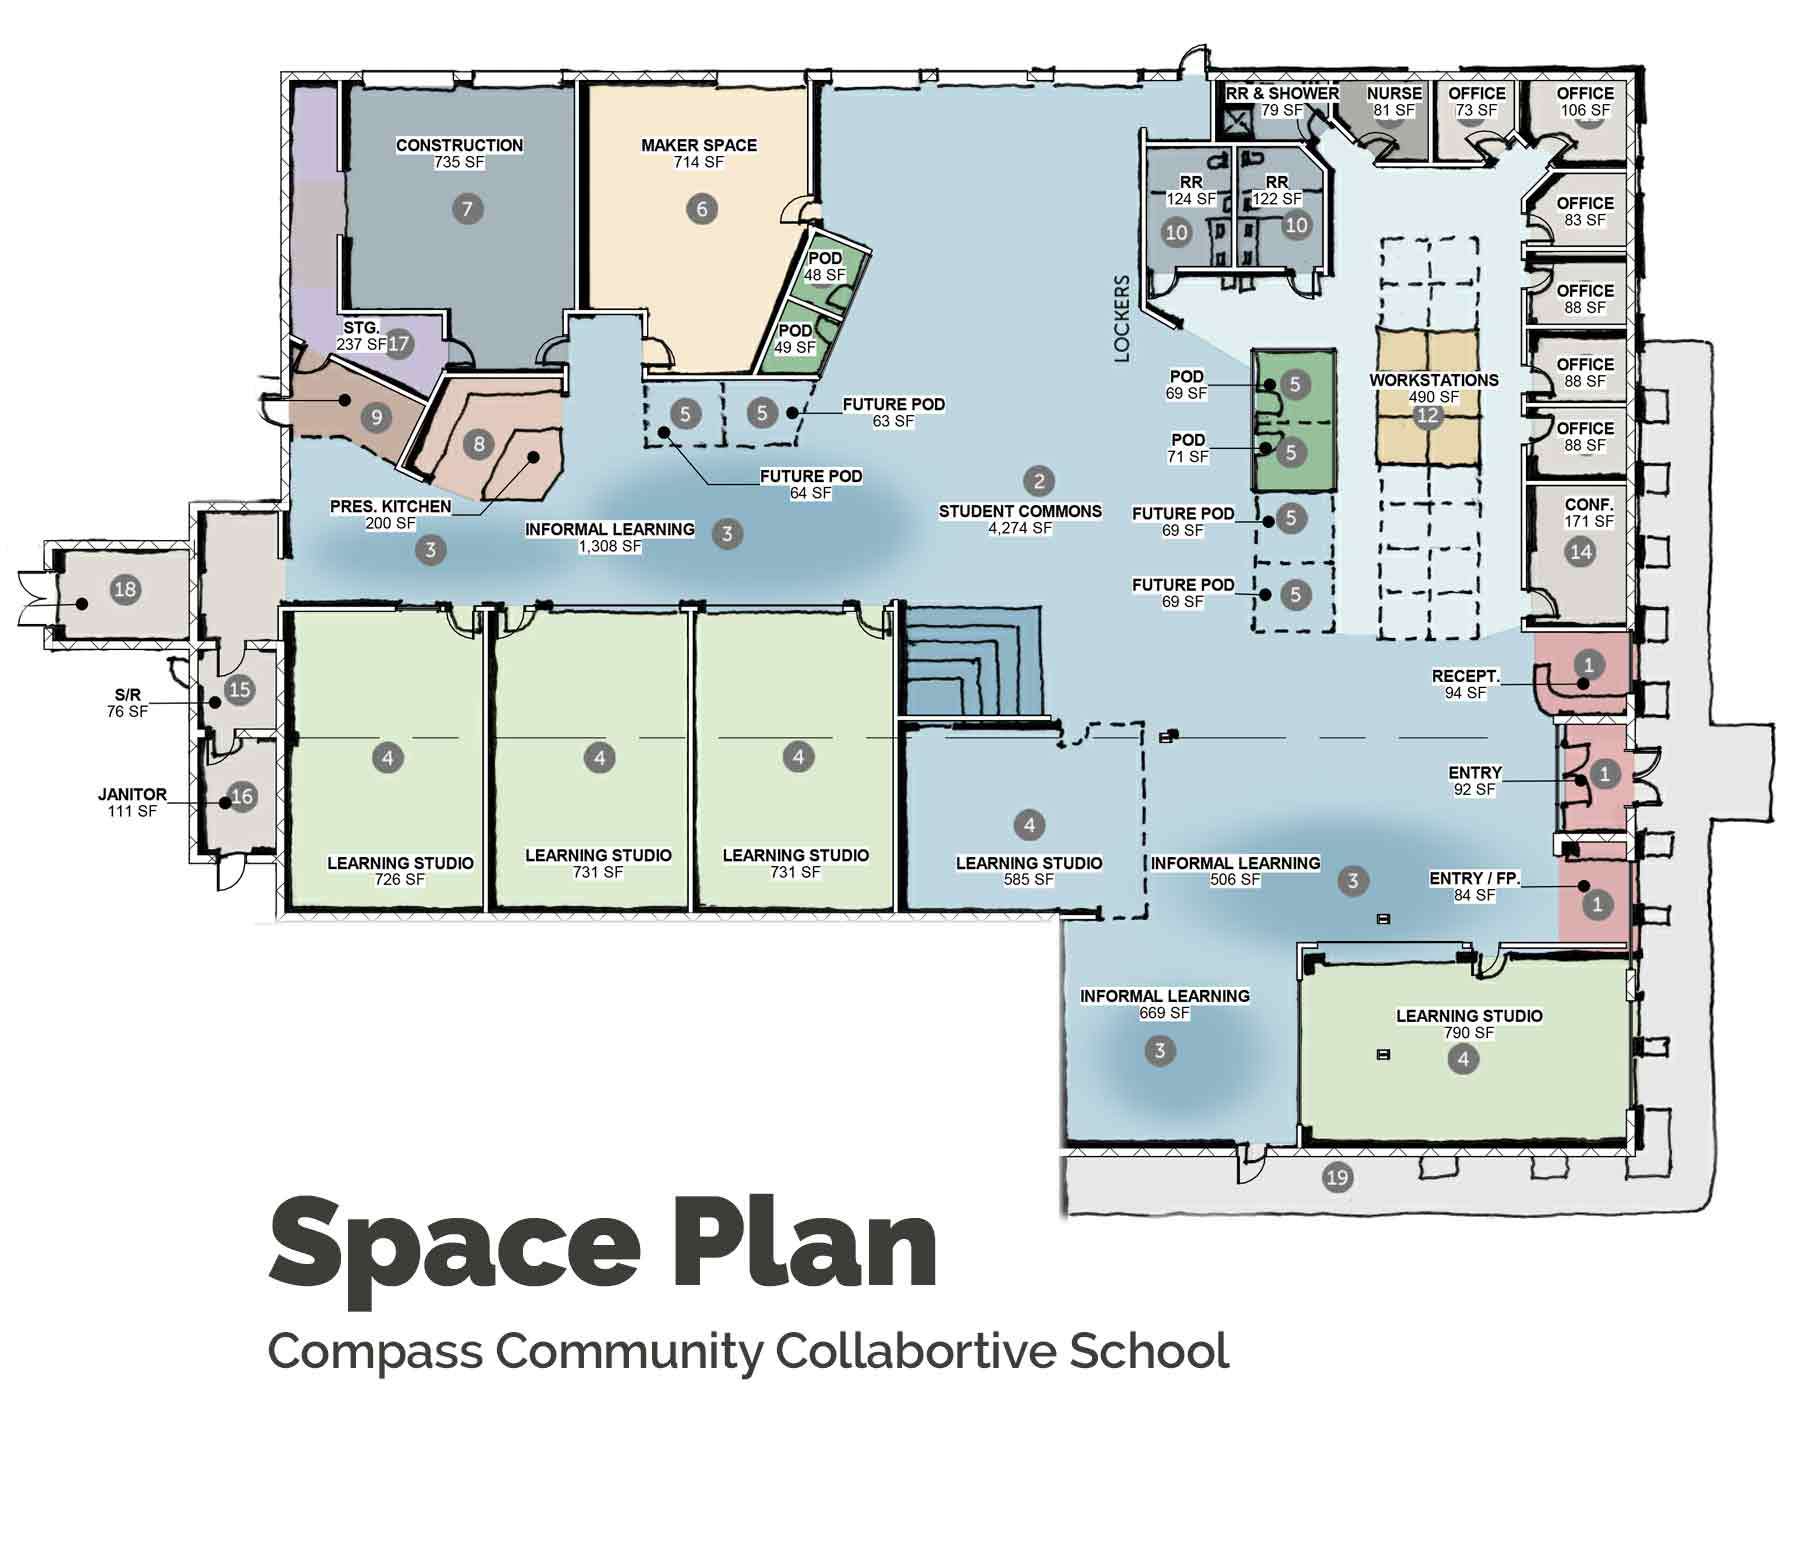 RR & SHOWER
79 SF
NURSE
81 SF
OFFICE
73 SF
OFFICE
106 SF
CONSTRUCTION
735 SF
7
MAKER SPACE
714 SF
6
RR
124 SF
10
RR
122 SF
10
OFFICE
83 SF
POD
48 SF
POD
49 SF
LOCKERS
OFFICE
88 SF
STG.
237 SF
17
OFFICE
88 SF
POD
69 SF
5
WORKSTATIONS
490 SF
12
9
8
5
5
FUTURE POD
63 SF
OFFICE
88 SF
POD
71 SF
5
FUTURE POD
64 SF
PRES. KITCHEN
200 SF
2
STUDENT COMMONS
4,274 SF
CONF.
171 SF
14
INFORMAL LEARNING
1,308 SF
3
3
FUTURE POD
69 SF
5
FUTURE POD
69 SF
5
18
S/R
76 SF
15
RECEPT.
94 SF
1
JANITOR
111 SF
16
4
4
4
ENTRY
92 SF
1
4
LEARNING STUDIO
726 SF
LEARNING STUDIO
731 SF
LEARNING STUDIO
731 SF
LEARNING STUDIO
585 SF
INFORMAL LEARNING
506 SF
3
ENTRY / FP.
84 SF
1
INFORMAL LEARNING
669 SF
3
LEARNING STUDIO
790 SF
4
19
Space Plan
Compass Community Collabortive School